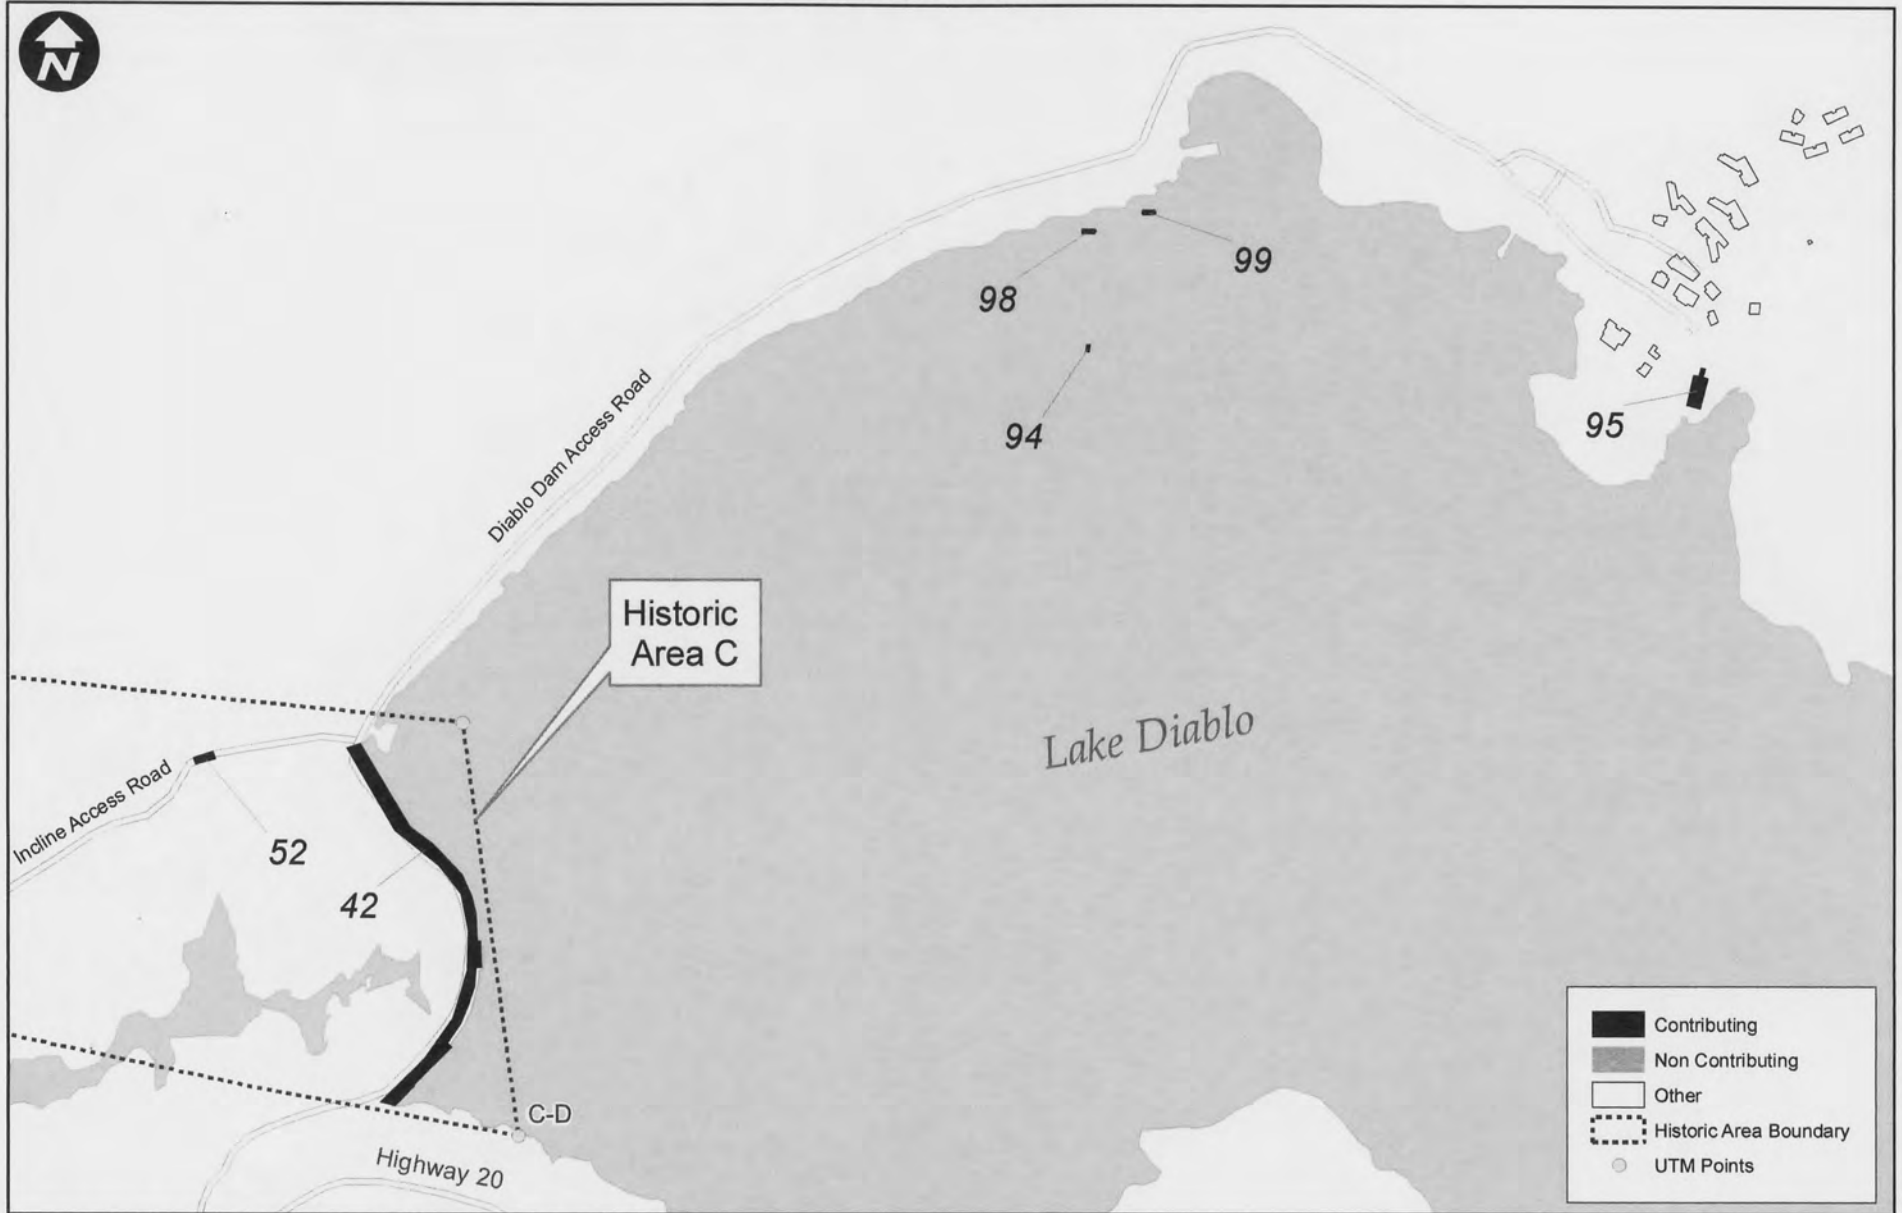 N
99
98
94
95
Diablo Dam Access Road
Historic
Area C
Lake Diablo
Incline Access Road
52
42
C-D
Highway 20
Contributing
Non Contributing
Other
Historic Area Boundary
UTM Points